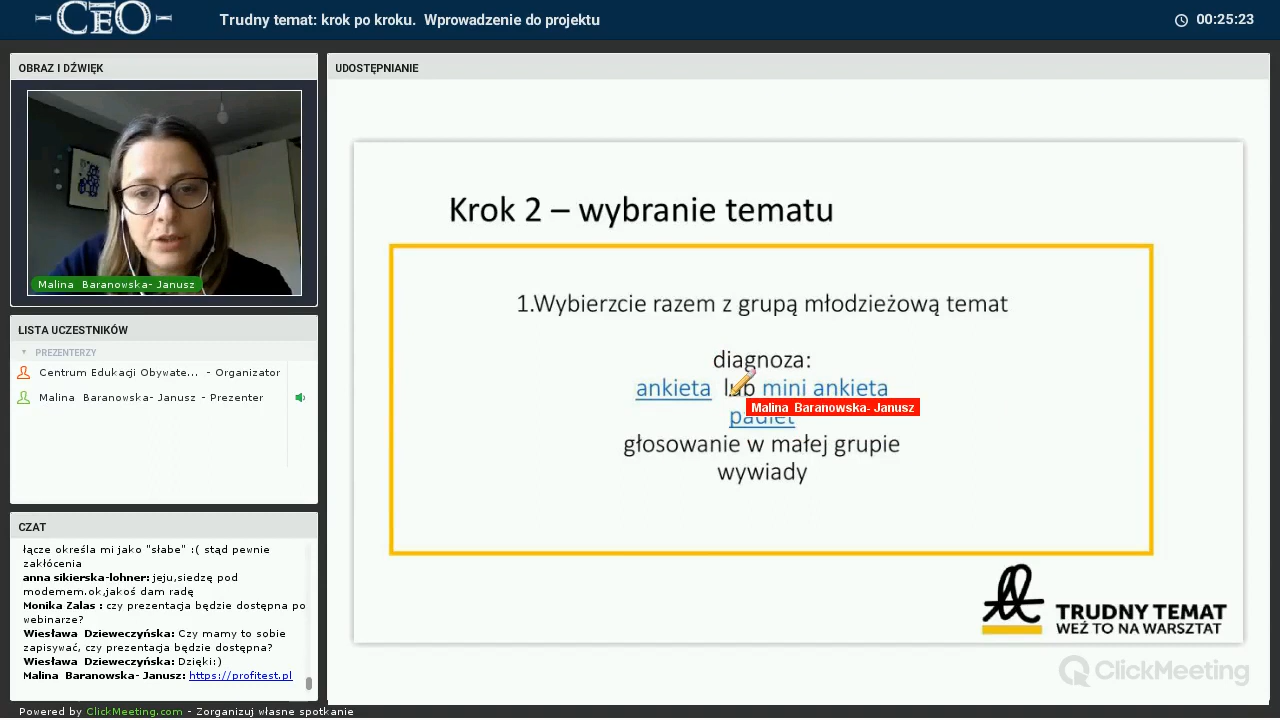 CEO
Trudny temat: krok po kroku. Wprowadzenie do projektu
00:25:23
OBRAZ I DŹWIĘK
Malina Baranowska- Janusz
LISTA UCZESTNIKÓW
PREZENTERZY
Centrum Edukacji Obywate... - Organizator
Malina Baranowska- Janusz - Prezenter
CZAT
łącze określa mi jako "słabe" :( stąd pewnie
zakłócenia
anna sikierska-lohner: jeju,siedzę pod
modemem.ok,jakoś dam radę
Monika Zalas : czy prezentacja będzie dostępna po
webinarze?
Wiesława Dzieweczyńska: Czy mamy to sobie
zapisywać, czy prezentacja będzie dostępna?
Wiesława Dzieweczyńska: Dzięki:)
Malina Baranowska- Janusz: https://profitest.pl
Powered by ClickMeeting.com - Zorganizuj własne spotkanie
UDOSTĘPNIANIE
Krok 2 – wybranie tematu
1.Wybierzcie razem z grupą młodzieżową temat
diagnoza:
ankieta lub mini ankieta
Malina Baranowska- Janusz
padlet
głosowanie w małej grupie
wywiady
TRUDNY TEMAT
WEŹ TO NA WARSZTAT
ClickMeeting